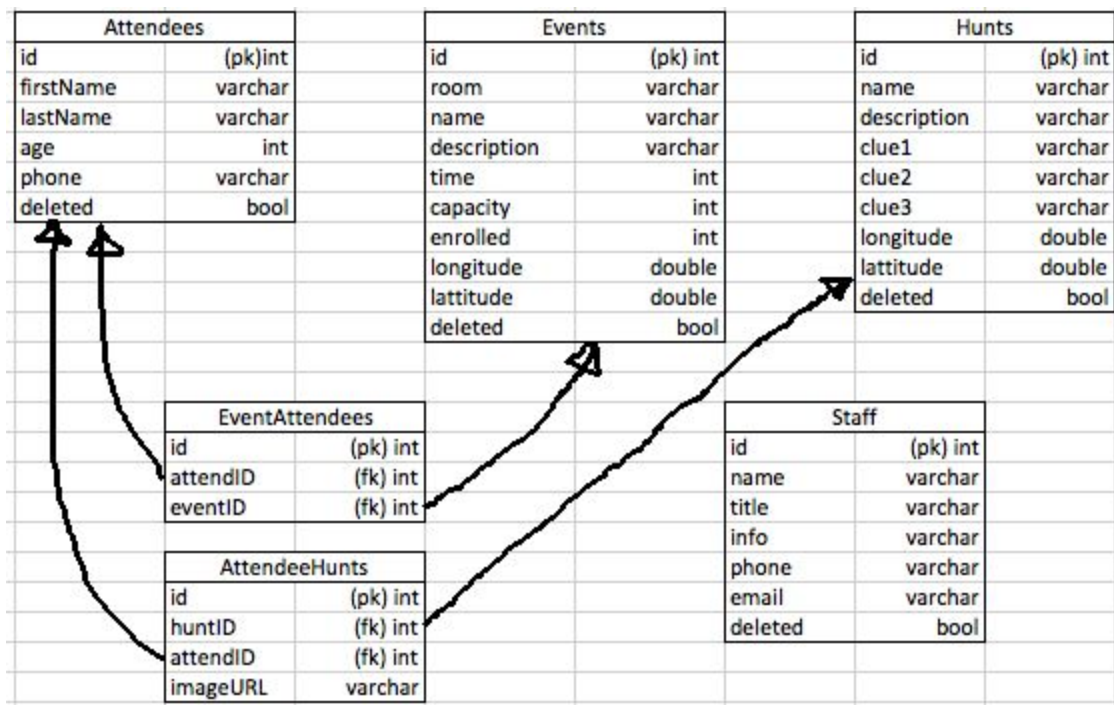 Attendees
id (pk)int
firstName varchar
lastName varchar
age int
phone varchar
deleted bool
Events
id (pk) int
room varchar
name varchar
description varchar
time int
capacity int
enrolled int
longitude double
lattitude double
deleted bool
Hunts
id (pk) int
name varchar
description varchar
clue1 varchar
clue2 varchar
clue3 varchar
longitude double
lattitude double
deleted bool
EventAttendees
id (pk) int
attendID (fk) int
eventID (fk) int
AttendeeHunts
id (pk) int
huntID (fk) int
attendID (fk) int
imageURL varchar
Staff
id (pk) int
name varchar
title varchar
info varchar
phone varchar
email varchar
deleted bool